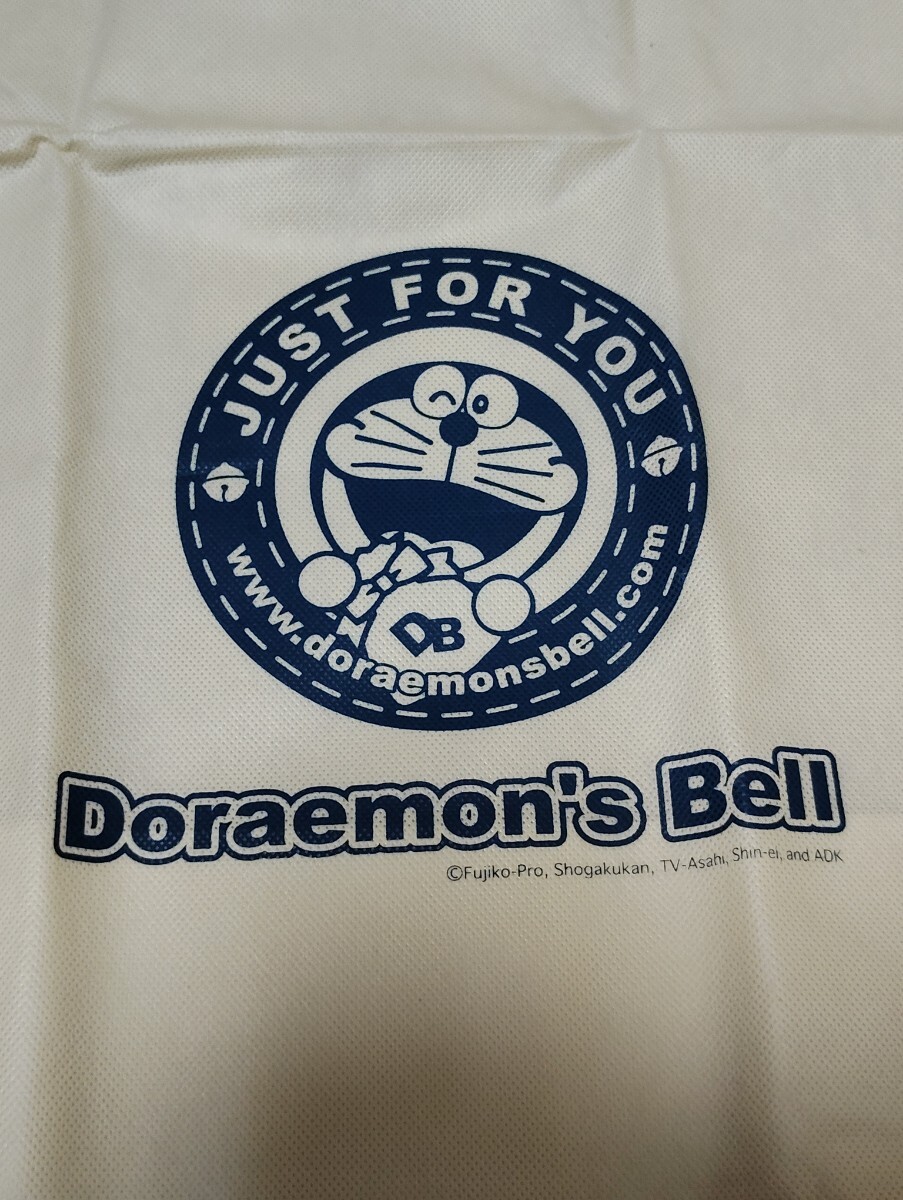 JUST FOR YOU
DB
www.doraemonsbell.com
Doraemon's Bell
©Fujiko-Pro, Shogakukan, TV-Asahi, Shin-ei, and ADK